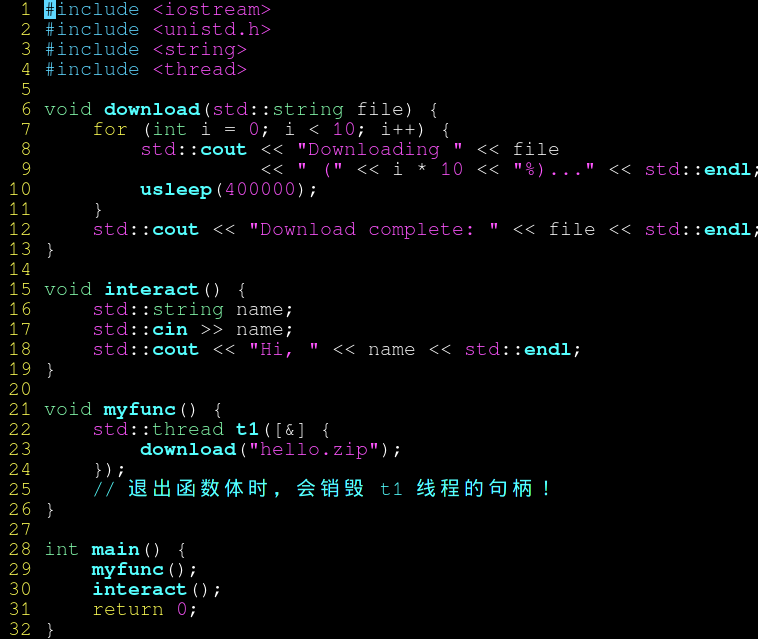 1 #include <iostream>
2 #include <unistd.h>
3 #include <string>
4 #include <thread>
5
6 void download(std::string file) {
7     for (int i = 0; i < 10; i++) {
8         std::cout << "Downloading " << file
9                   << " (" << i * 10 << "%)..." << std::endl;
10         usleep(400000);
11     }
12     std::cout << "Download complete: " << file << std::endl;
13 }
14
15 void interact() {
16     std::string name;
17     std::cin >> name;
18     std::cout << "Hi, " << name << std::endl;
19 }
20
21 void myfunc() {
22     std::thread t1([&] {
23         download("hello.zip");
24     });
25     // 退出函数体时，会销毁 t1 线程的句柄！
26 }
27
28 int main() {
29     myfunc();
30     interact();
31     return 0;
32 }